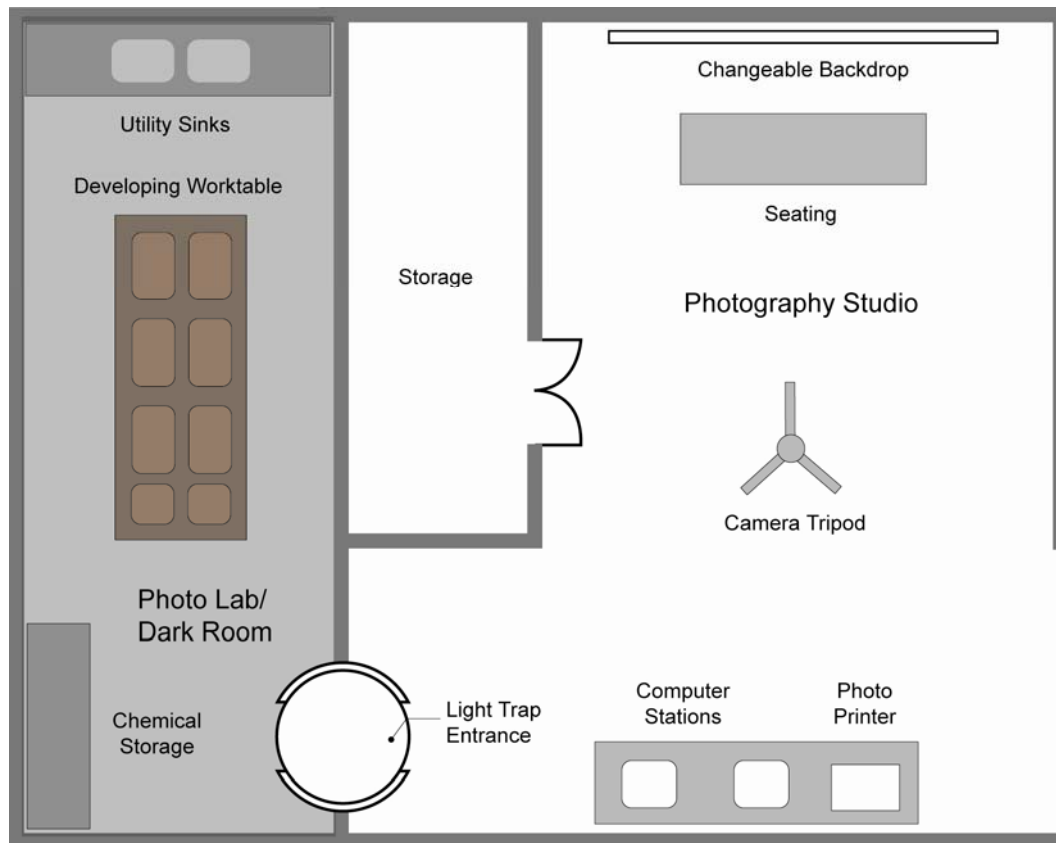 Changeable Backdrop
Utility Sinks
Developing Worktable
Seating
Storage
Photography Studio
Camera Tripod
Photo Lab/
Dark Room
Computer
Stations
Photo
Printer
Light Trap
Entrance
Chemical
Storage